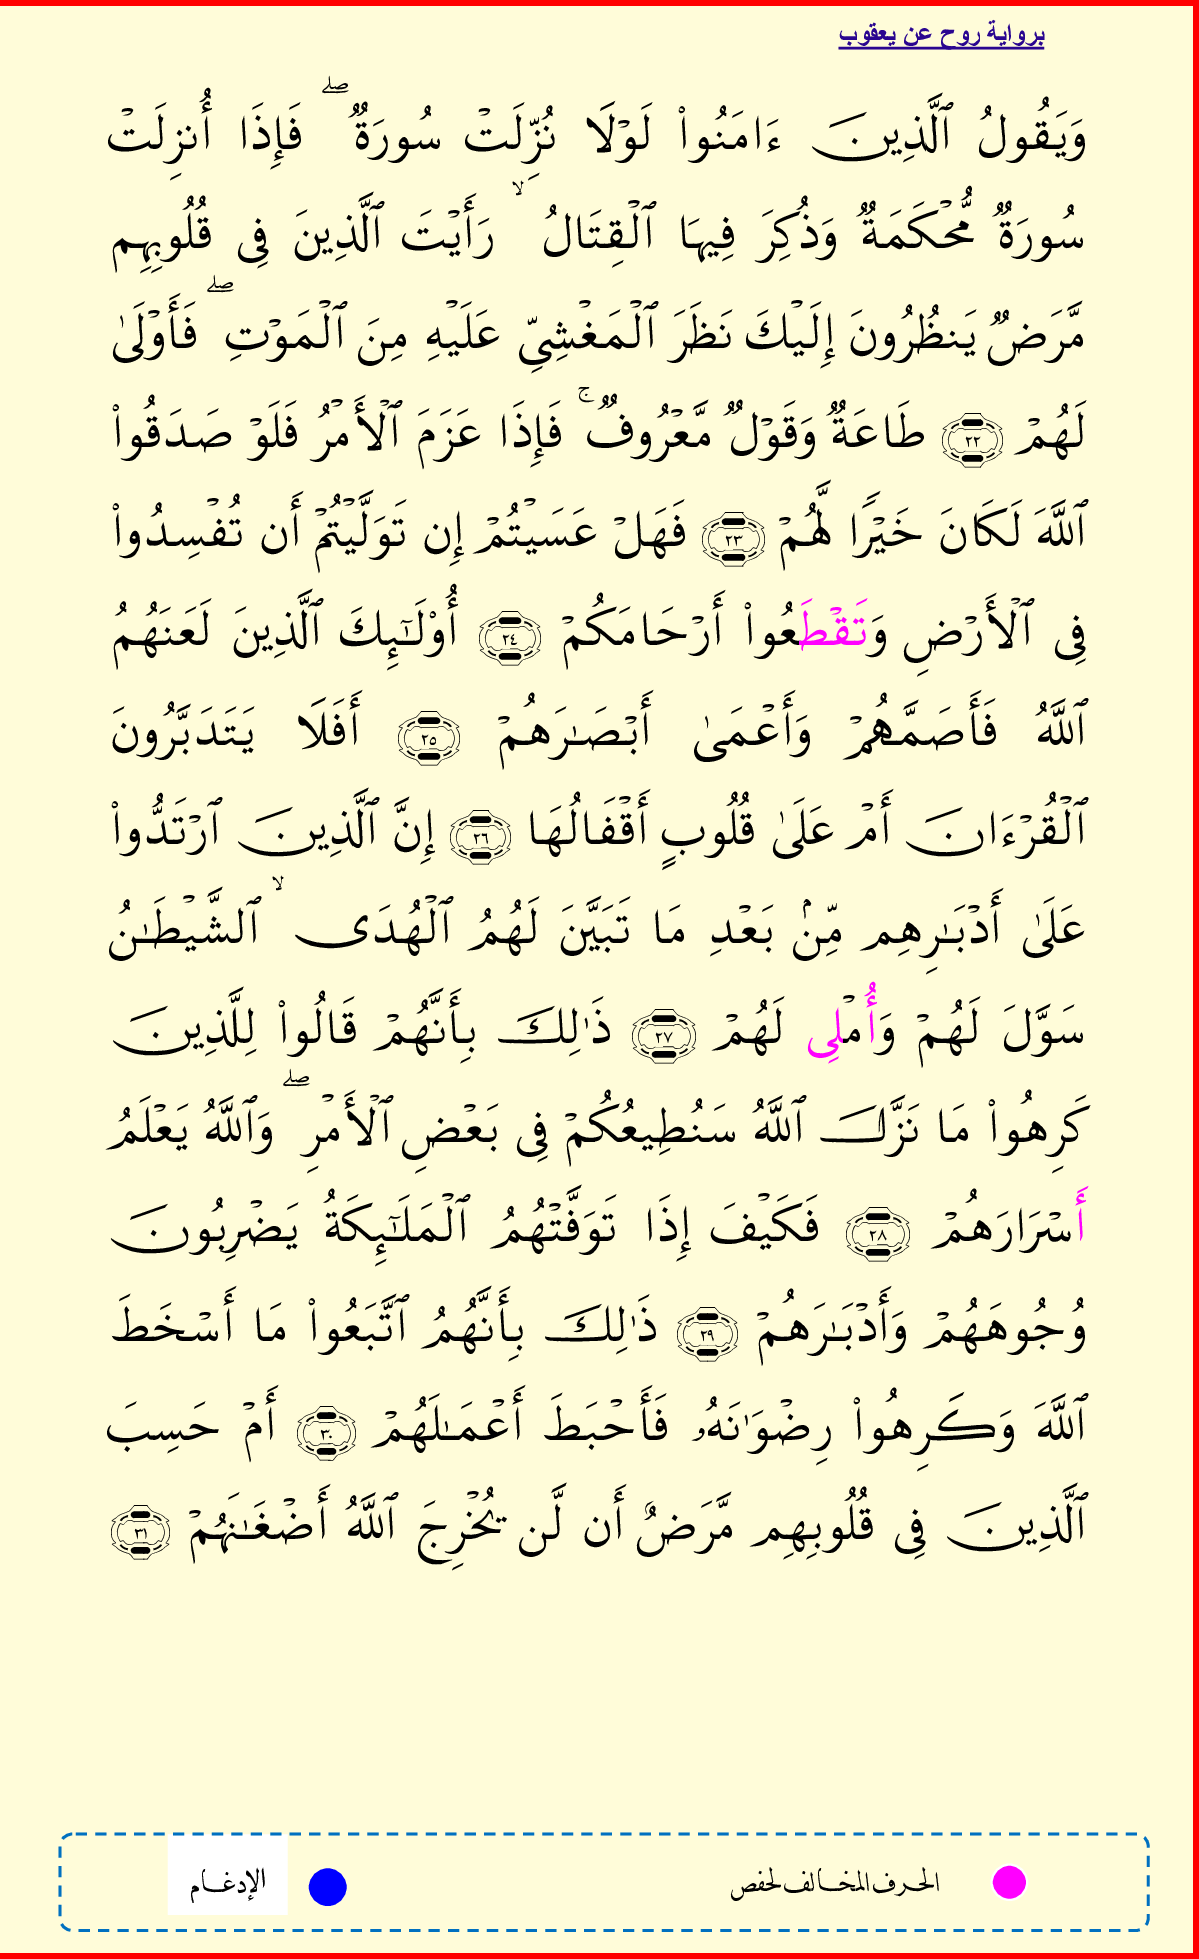 برواية روح عن يعقوب
وَيَقُولُ ٱلَّذِينَ ءَامَنُوا۟ لَوۡلَا نُزِّلَتۡ سُورَةٌۖ فَإِذَا أُنزِلَتۡ
سُورَةٌ مُّحۡكَمَةٌ وَذُكِرَ فِيهَا ٱلۡقِتَالُۙ رَأَيۡتَ ٱلَّذِينَ فِى قُلُوبِهِم
مَّرَضٌ يَنظُرُونَ إِلَيۡكَ نَظَرَ ٱلۡمَغۡشِىِّ عَلَيۡهِ مِنَ ٱلۡمَوۡتِۖ فَأَوۡلَىٰ
لَهُمۡ ٢٢ طَاعَةٌ وَقَوۡلٌ مَّعۡرُوفٌۚ فَإِذَا عَزَمَ ٱلۡأَمۡرُ فَلَوۡ صَدَقُوا۟
ٱللَّهَ لَكَانَ خَيۡرًا لَّهُمۡ ٢٣ فَهَلۡ عَسَيۡتُمۡ إِن تَوَلَّيۡتُمۡ أَن تُفۡسِدُوا۟
فِى ٱلۡأَرۡضِ وَتَقۡطَعُوا۟ أَرۡحَامَكُمۡ ٢٤ أُو۟لَـٰٓئِكَ ٱلَّذِينَ لَعَنَهُمُ
ٱللَّهُ فَأَصَمَّهُمۡ وَأَعۡمَىٰ أَبۡصَـٰرَهُمۡ ٢٥ أَفَلَا يَتَدَبَّرُونَ
ٱلۡقُرۡءَانَ أَمۡ عَلَىٰ قُلُوبٍ أَقۡفَالُهَا ٢٦ إِنَّ ٱلَّذِينَ ٱرۡتَدُّوا۟
عَلَىٰ أَدۡبَـٰرِهِم مِّنۢ بَعۡدِ مَا تَبَيَّنَ لَهُمُ ٱلۡهُدَىۙ ٱلشَّيۡطَـٰنُ
سَوَّلَ لَهُمۡ وَأُمۡلِى لَهُمۡ ٢٧ ذَٰلِكَ بِأَنَّهُمۡ قَالُوا۟ لِلَّذِينَ
كَرِهُوا۟ مَا نَزَّلَ ٱللَّهُ سَنُطِيعُكُمۡ فِى بَعۡضِ ٱلۡأَمۡرِۖ وَٱللَّهُ يَعۡلَمُ
أَسۡرَارَهُمۡ ٢٨ فَكَيۡفَ إِذَا تَوَفَّتۡهُمُ ٱلۡمَلَـٰٓئِكَةُ يَضۡرِبُونَ
وُجُوهَهُمۡ وَأَدۡبَـٰرَهُمۡ ٢٩ ذَٰلِكَ بِأَنَّهُمُ ٱتَّبَعُوا۟ مَا أَسۡخَطَ
ٱللَّهَ وَكَرِهُوا۟ رِضۡوَٰنَهُۥ فَأَحۡبَطَ أَعۡمَـٰلَهُمۡ ٣٠ أَمۡ حَسِبَ
ٱلَّذِينَ فِى قُلُوبِهِم مَّرَضٌ أَن لَّن يُخۡرِجَ ٱللَّهُ أَضۡغَـٰنَهُمۡ ٣١
الحرف المخالف لحفص
الإدغام